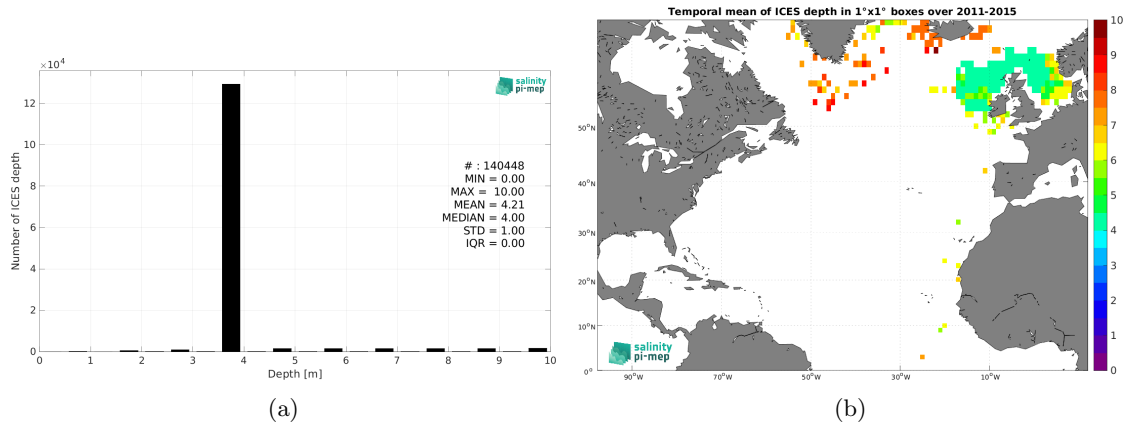 ×10⁴
12
10
8
6
4
2
0
0 1 2 3 4 5 6 7 8 9 10
Number of ICES depth
Depth [m]
salinity
pi-mep
# : 140448
MIN = 0.00
MAX = 10.00
MEAN = 4.21
MEDIAN = 4.00
STD = 1.00
IQR = 0.00
(a)
Temporal mean of ICES depth in 1°x1° boxes over 2011-2015
50°N
40°N
30°N
20°N
10°N
0°
90°W 70°W 50°W 30°W 10°W
salinity
pi-mep
10
9
8
7
6
5
4
3
2
1
0
(b)